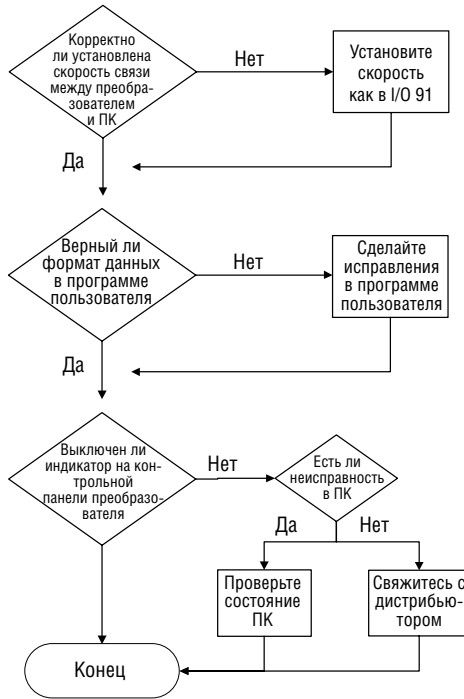 Корректно
ли установлена
скорость связи
между преобра-
зователем
и ПК
Нет
Установите
скорость
как в I/O 91
Да
Верный ли
формат данных
в программе
пользователя
Нет
Сделайте
исправления
в программе
пользователя
Да
Выключен ли
индикатор на кон-
трольной
панели преобразо-
вателя
Нет
Есть ли
неисправность
в ПК
Да
Нет
Проверьте
состояние
ПК
Свяжитесь с
дистрибью-
тором
Конец